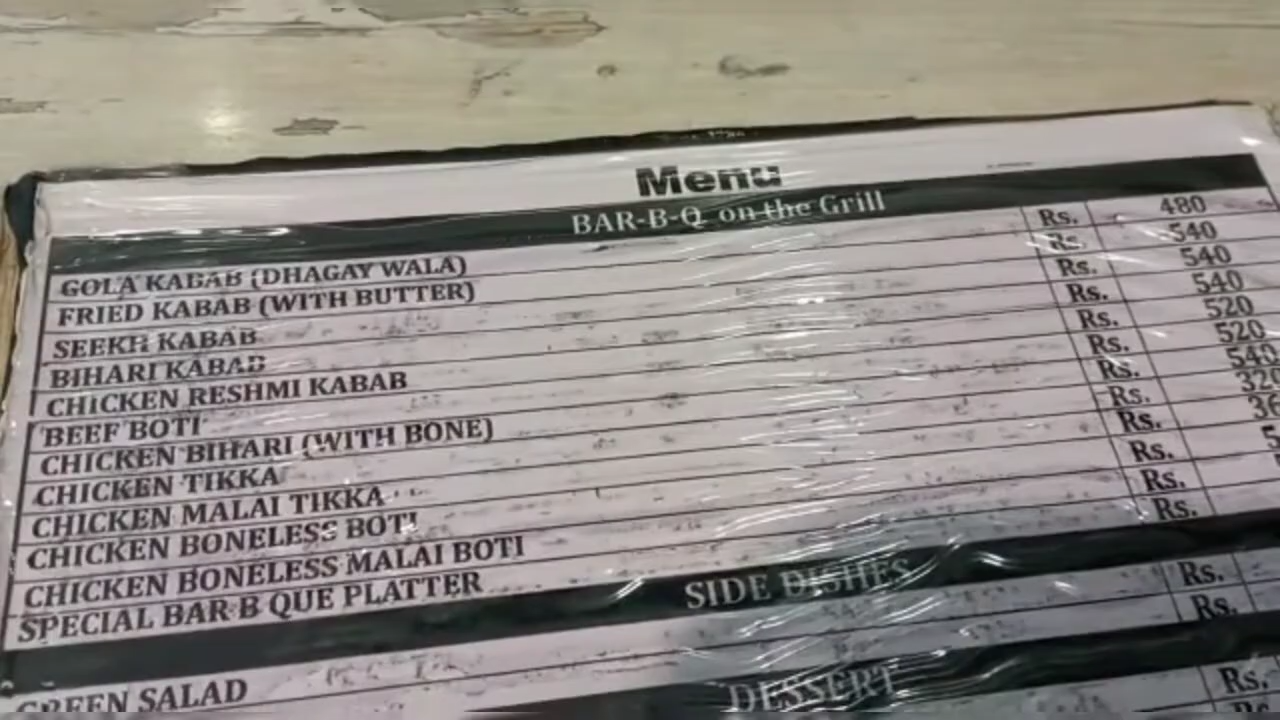 Menu
BAR-B-Q on the Grill
GOLA KABAB (DHAGAY WALA) Rs. 480
FRIED KABAB (WITH BUTTER) Rs. 540
SEEKH KABAB Rs. 540
BIHARI KABAB Rs. 540
CHICKEN RESHMI KABAB Rs. 520
BEEF BOTI Rs. 520
CHICKEN BIHARI (WITH BONE) Rs. 540
CHICKEN TIKKA Rs. 320
CHICKEN MALAI TIKKA Rs.
CHICKEN BONELESS BOTI Rs.
CHICKEN BONELESS MALAI BOTI Rs.
SPECIAL BAR B QUE PLATTER Rs.
SIDE DISHES
GREEN SALAD Rs.
Rs.
DESSERT
Rs.